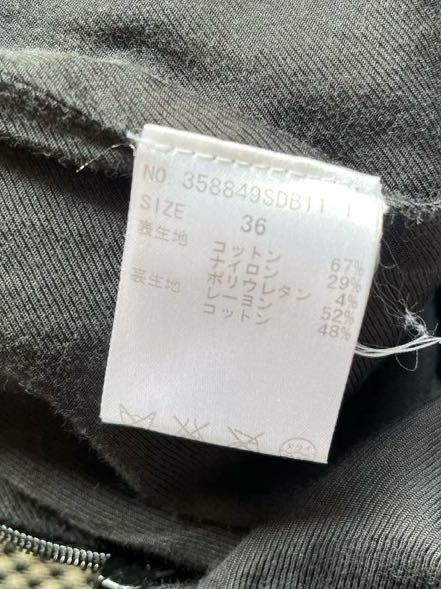 NO. 358849SDB11 1
SIZE 36
表生地 コットン 67%
ナイロン 29%
ポリウレタン 4%
裏生地 レーヨン 52%
コットン 48%